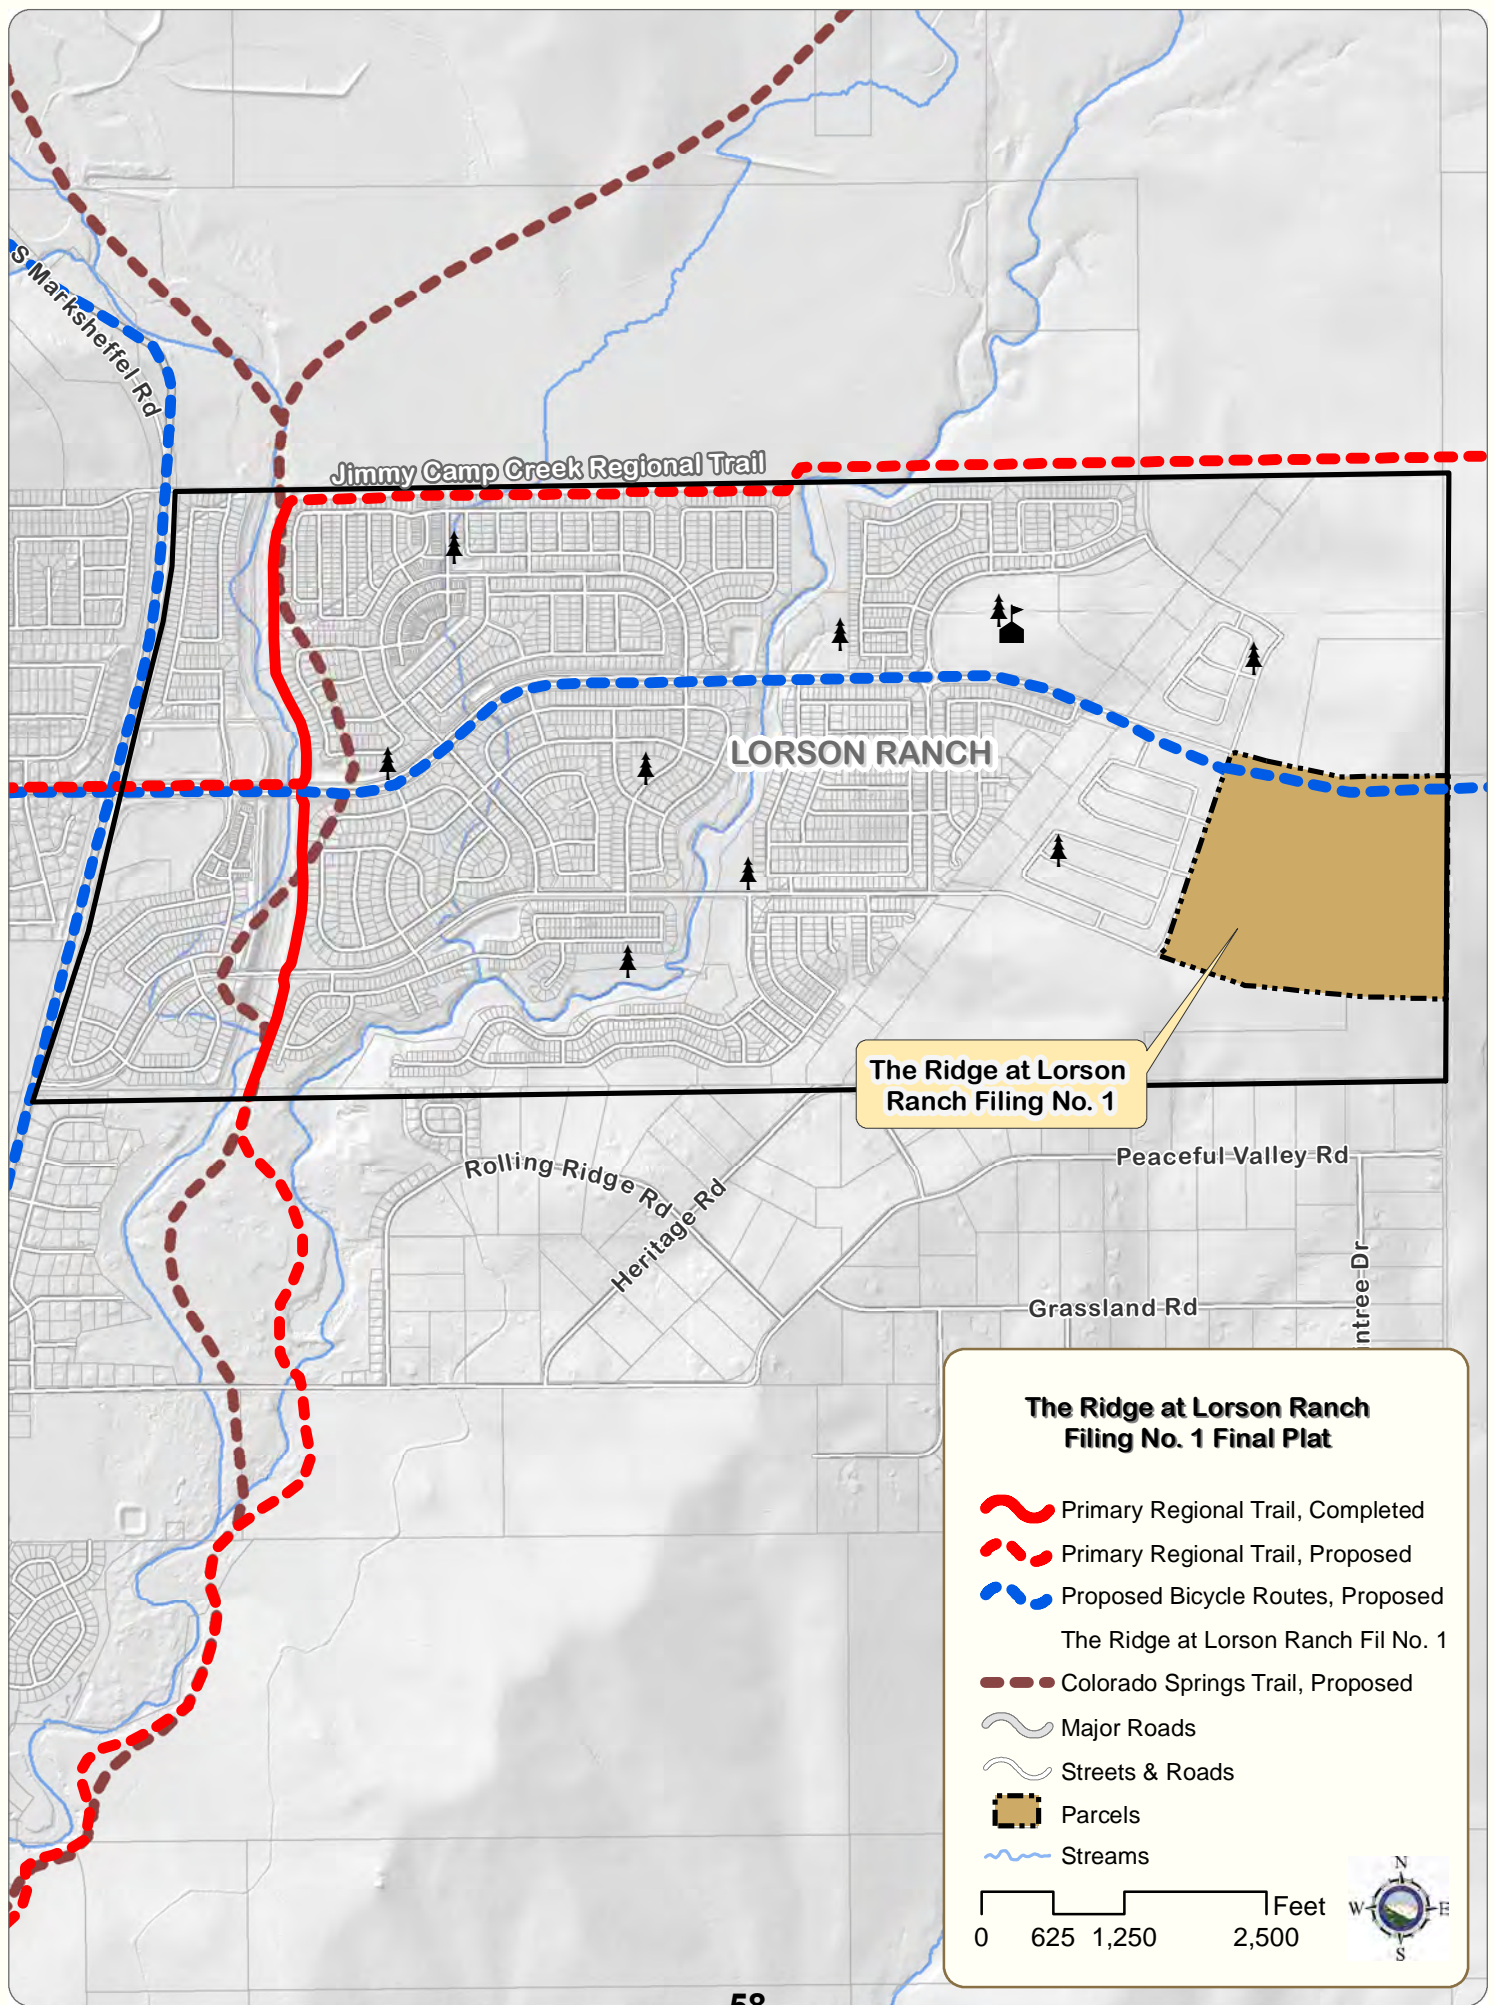 S Marksheffel Rd
Jimmy Camp Creek Regional Trail
LORSON RANCH
The Ridge at Lorson
Ranch Filing No. 1
Rolling Ridge Rd
Heritage Rd
Peaceful Valley Rd
Grassland Rd
intree Dr
The Ridge at Lorson Ranch
Filing No. 1 Final Plat
Primary Regional Trail, Completed
Primary Regional Trail, Proposed
Proposed Bicycle Routes, Proposed
The Ridge at Lorson Ranch Fil No. 1
Colorado Springs Trail, Proposed
Major Roads
Streets & Roads
Parcels
Streams
Feet
0 625 1,250 2,500
N
W E
S
58